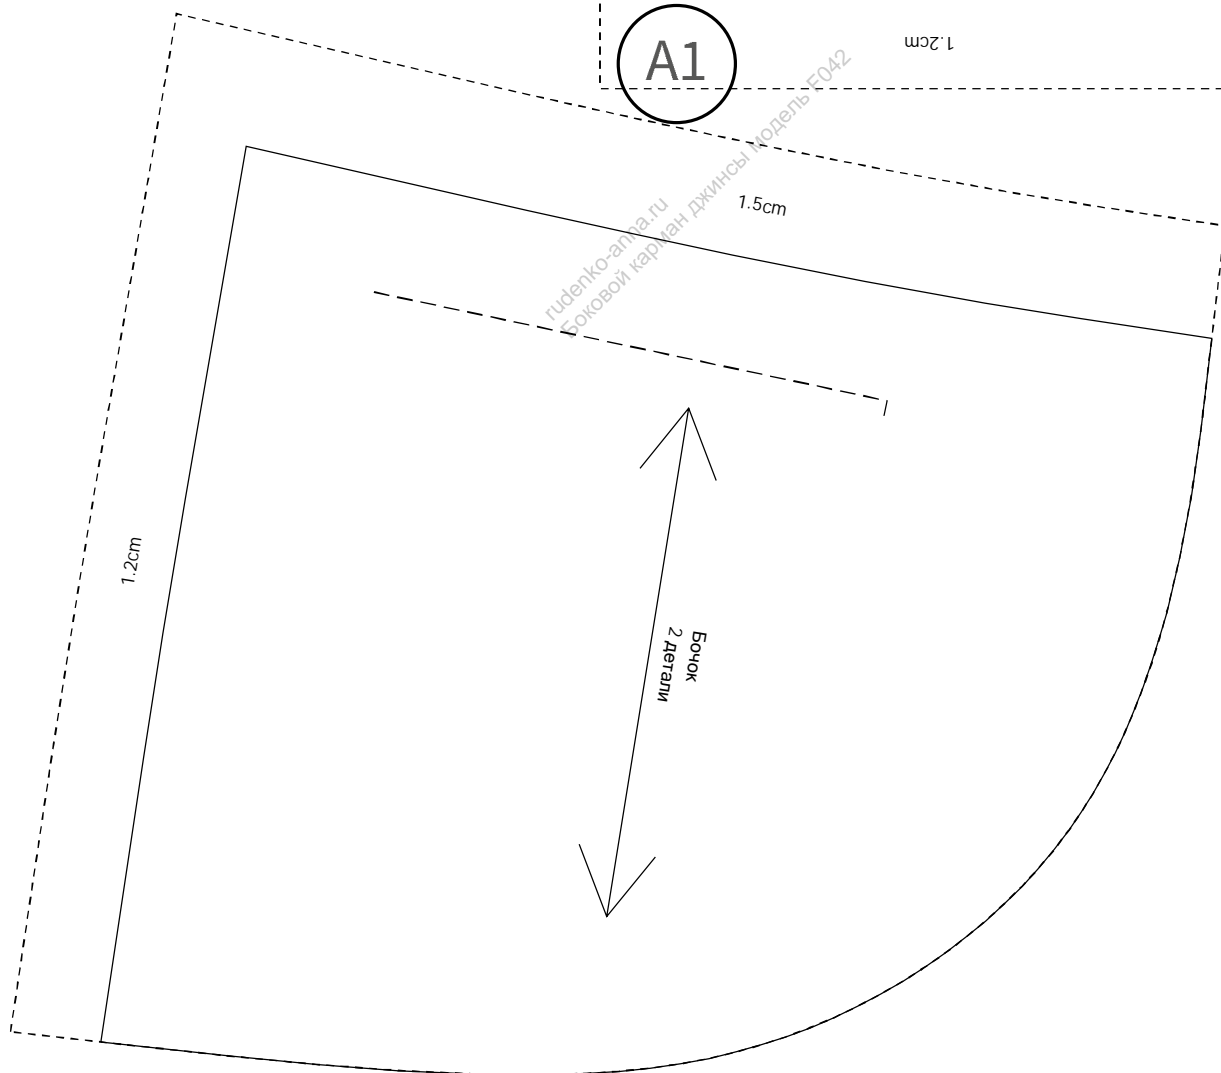 A1
1.2cm
rudenko-anna.ru
Боковой карман джинсы модель F042
1.5cm
1.2cm
Бочок
2 детали